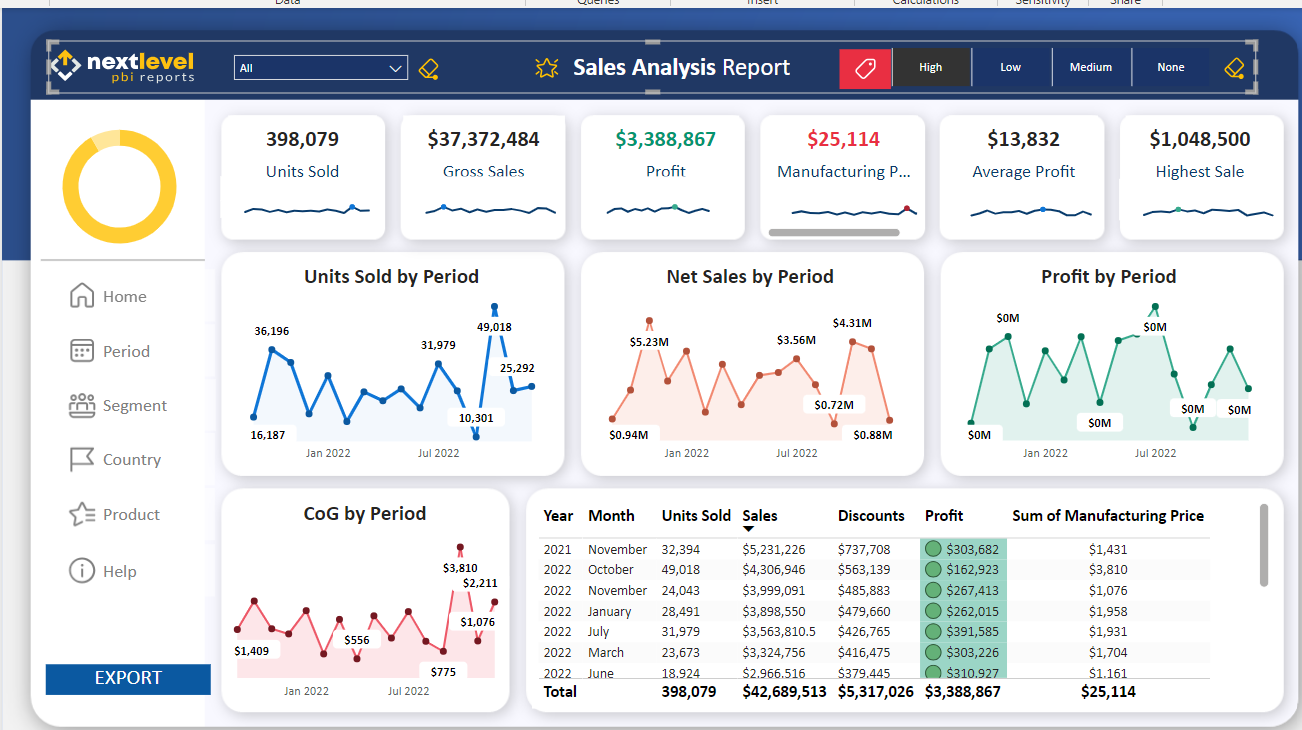 Data Queries Insert Calculations Sensitivity Share
nextlevel
pbi reports
All
Sales Analysis Report
High Low Medium None
398,079
Units Sold
$37,372,484
Gross Sales
$3,388,867
Profit
$25,114
Manufacturing P...
$13,832
Average Profit
$1,048,500
Highest Sale
Home
Period
Segment
Country
Product
Help
EXPORT
Units Sold by Period
49,018
36,196
31,979
25,292
10,301
16,187
Jan 2022 Jul 2022
Net Sales by Period
$4.31M
$5.23M
$3.56M
$0.72M
$0.94M
$0.88M
Jan 2022 Jul 2022
Profit by Period
$0M
$0M
$0M
$0M
$0M
$0M
Jan 2022 Jul 2022
CoG by Period
$3,810
$2,211
$1,076
$556
$1,409
$775
Jan 2022 Jul 2022
Year Month Units Sold Sales Discounts Profit Sum of Manufacturing Price
2021 November 32,394 $5,231,226 $737,708 $303,682 $1,431
2022 October 49,018 $4,306,946 $563,139 $162,923 $3,810
2022 November 24,043 $3,999,091 $485,883 $267,413 $1,076
2022 January 28,491 $3,898,550 $479,660 $262,015 $1,958
2022 July 31,979 $3,563,810.5 $426,765 $391,585 $1,931
2022 March 23,673 $3,324,756 $416,475 $303,226 $1,704
2022 June 18,924 $2,966,516 $379,445 $310,927 $1,161
Total 398,079 $42,689,513 $5,317,026 $3,388,867 $25,114